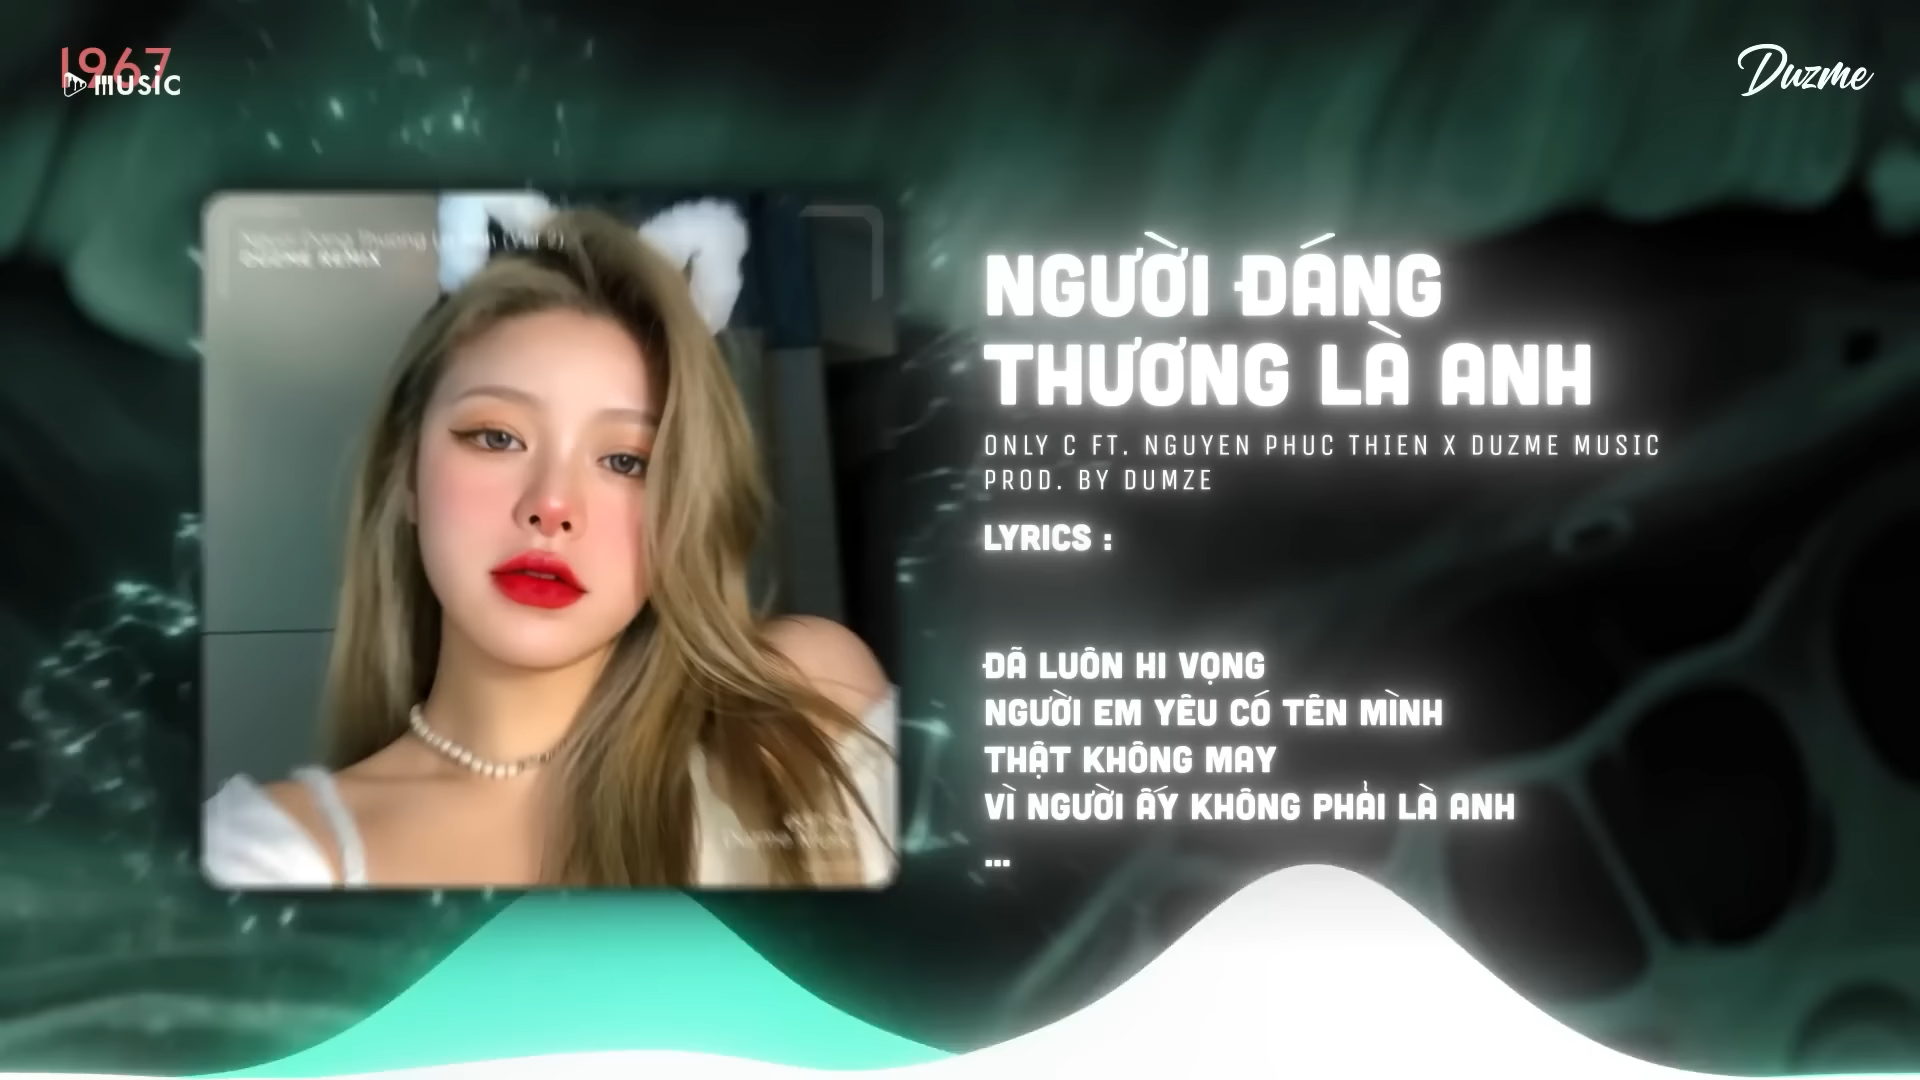 1967
music
Duzme
NGƯỜI ĐÁNG
THƯƠNG LÀ ANH
ONLY C FT. NGUYEN PHUC THIEN X DUZME MUSIC
PROD. BY DUMZE
LYRICS :
ĐÃ LUÔN HI VỌNG
NGƯỜI EM YÊU CÓ TÊN MÌNH
THẬT KHÔNG MAY
VÌ NGƯỜI ẤY KHÔNG PHẢI LÀ ANH
...